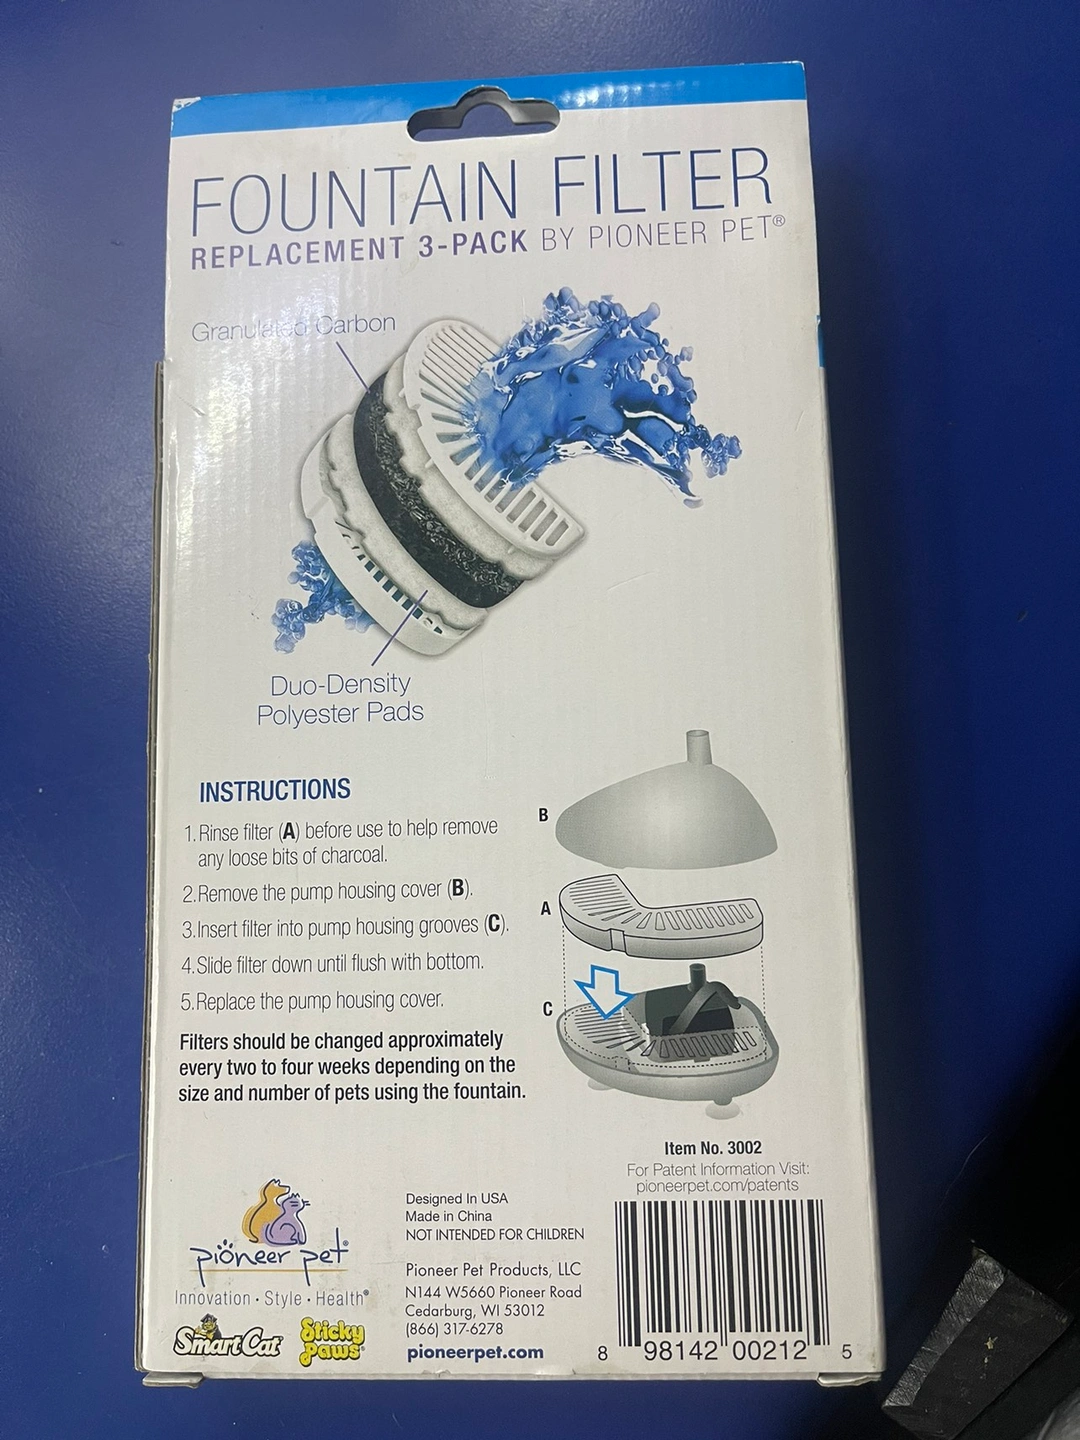 FOUNTAIN FILTER
REPLACEMENT 3-PACK BY PIONEER PET®
Granulated Carbon
Duo-Density
Polyester Pads
INSTRUCTIONS
1. Rinse filter (A) before use to help remove
any loose bits of charcoal.
2. Remove the pump housing cover (B).
3. Insert filter into pump housing grooves (C).
4. Slide filter down until flush with bottom.
5. Replace the pump housing cover.
Filters should be changed approximately
every two to four weeks depending on the
size and number of pets using the fountain.
B
A
C
Item No. 3002
For Patent Information Visit:
pioneerpet.com/patents
pioneer pet®
Innovation · Style · Health®
SmartCat
Sticky
Paws
Designed In USA
Made in China
NOT INTENDED FOR CHILDREN
Pioneer Pet Products, LLC
N144 W5660 Pioneer Road
Cedarburg, WI 53012
(866) 317-6278
pioneerpet.com
8 98142 00212 5